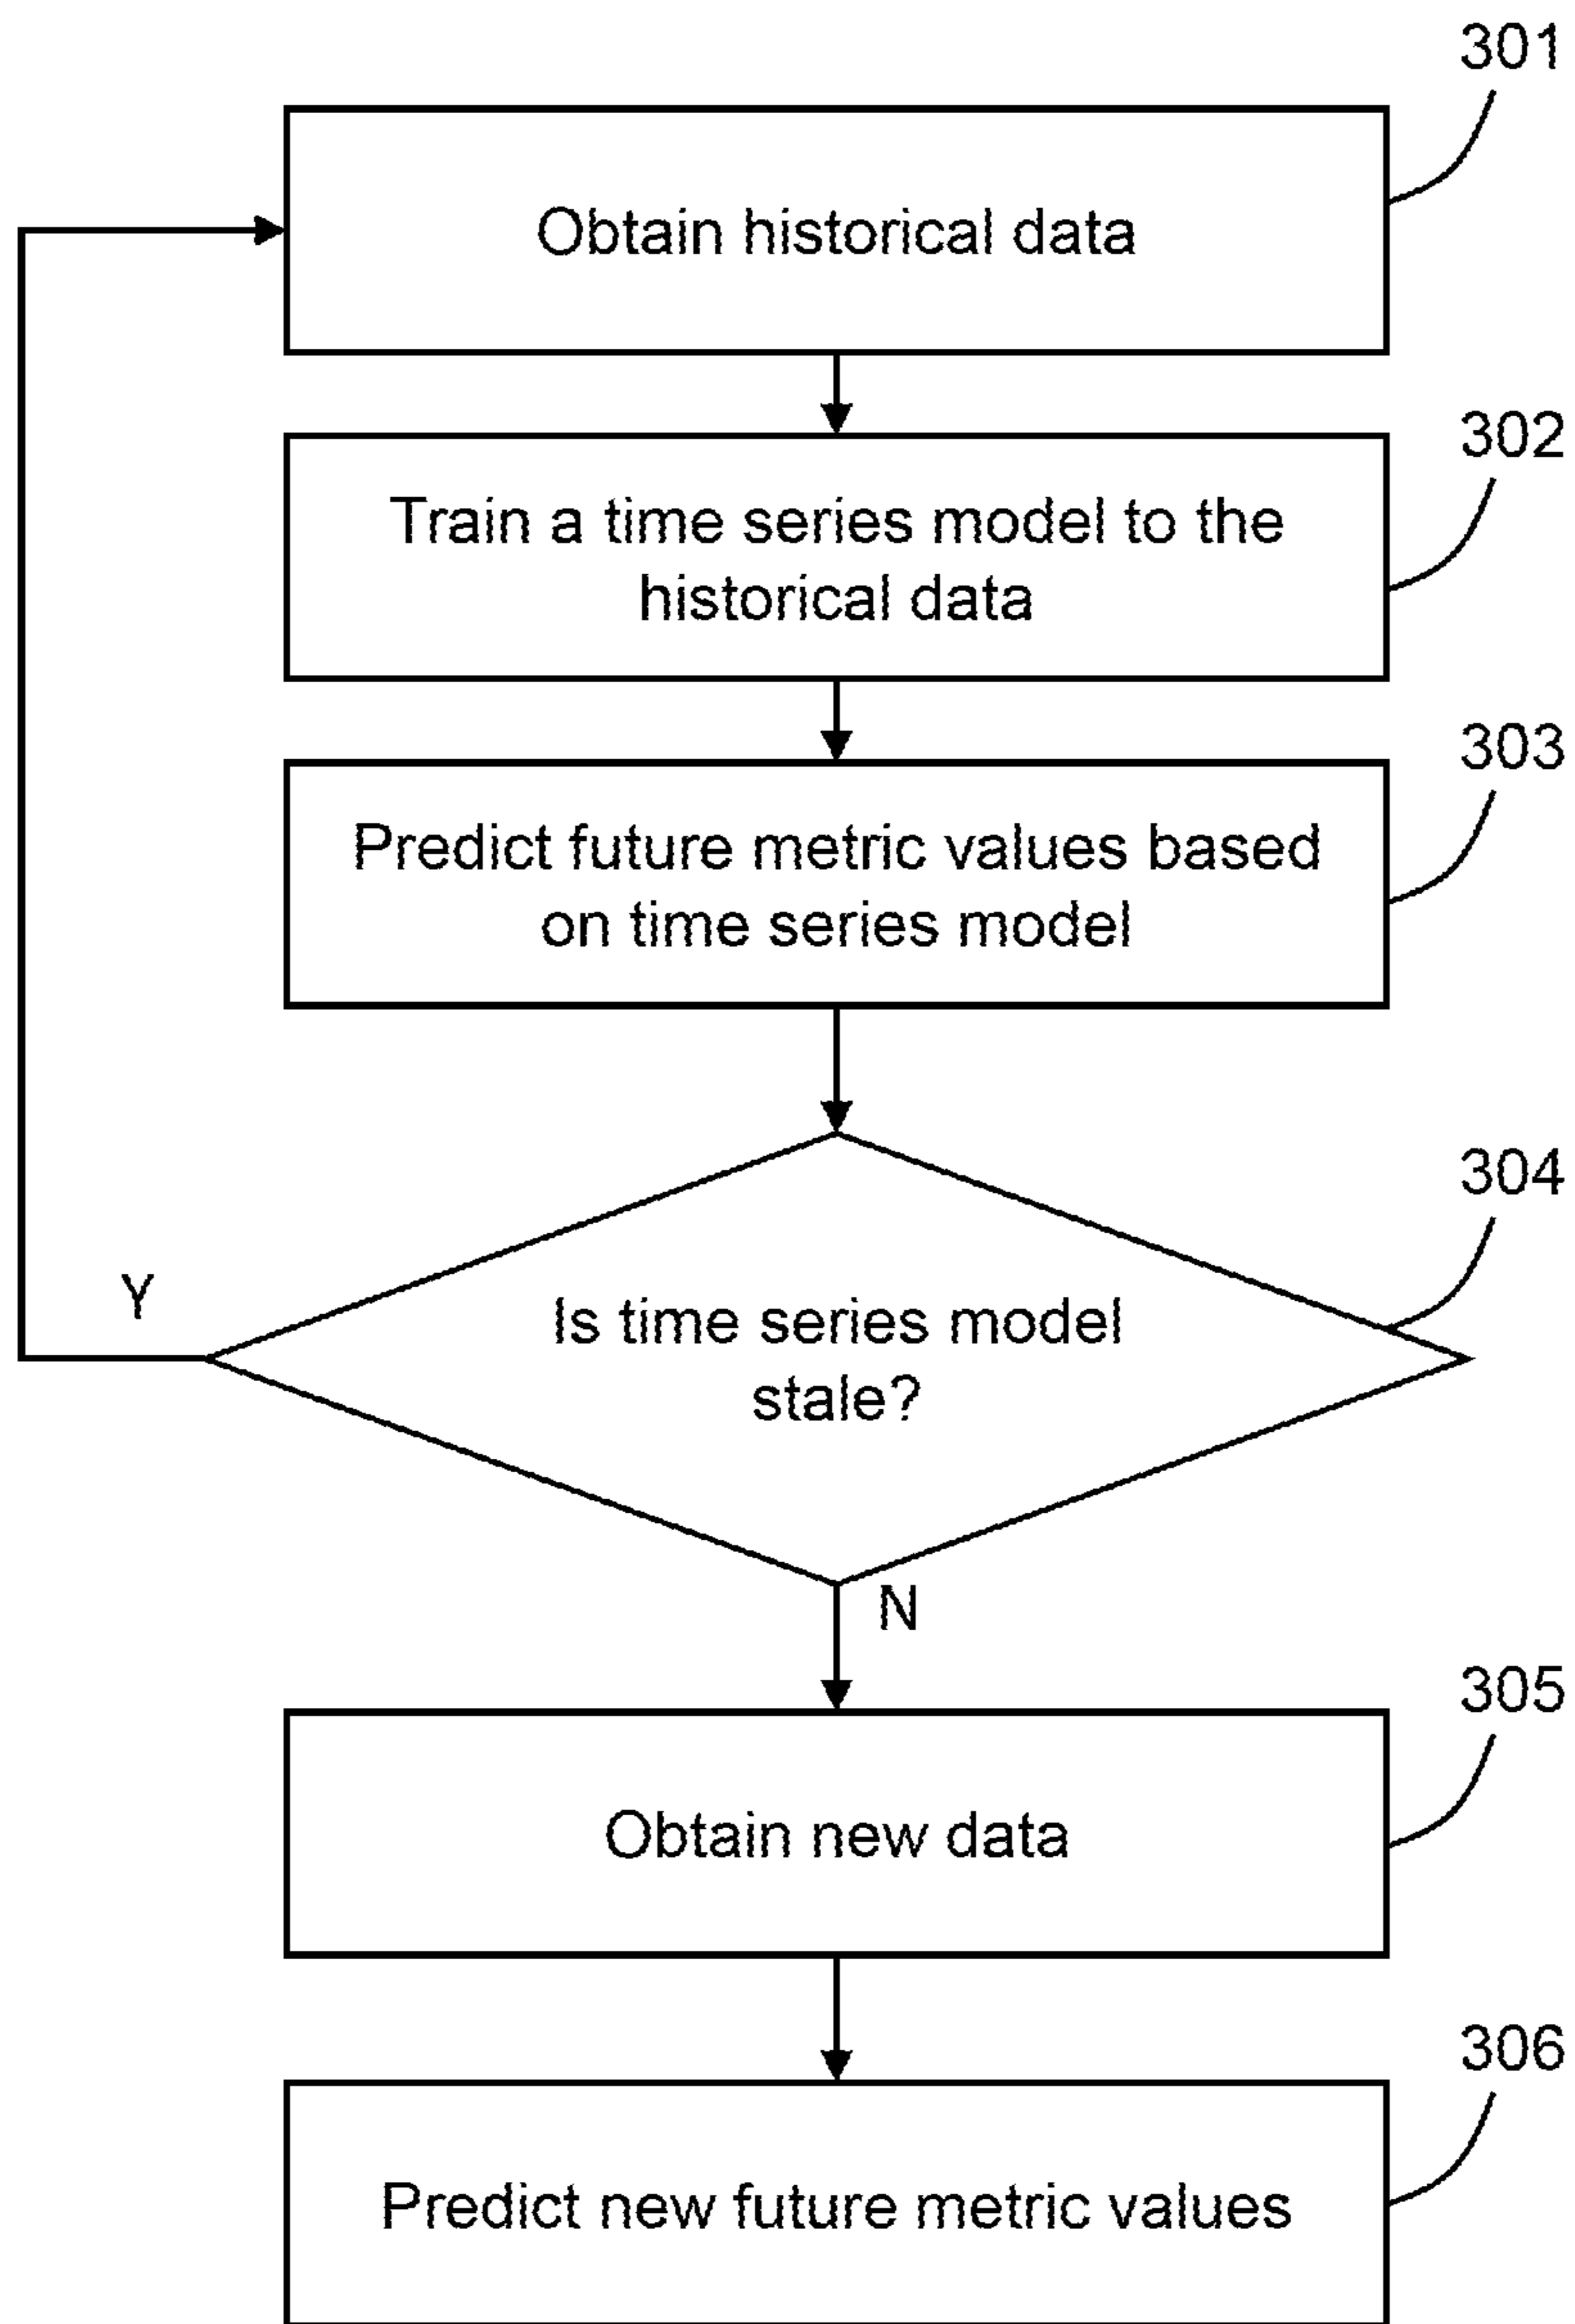 301
Obtain historical data
302
Train a time series model to the
historical data
303
Predict future metric values based
on time series model
304
Y
Is time series model
stale?
N
305
Obtain new data
306
Predict new future metric values